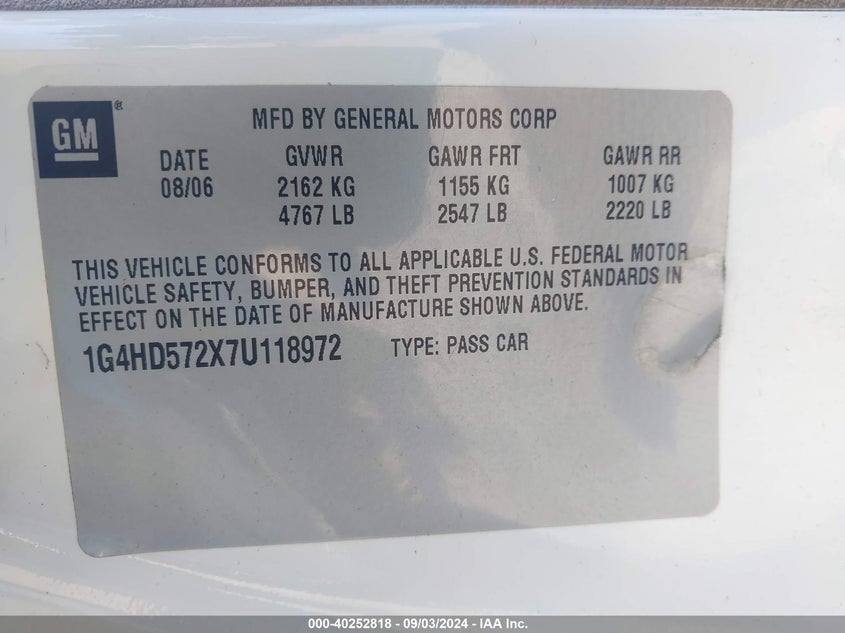 GM®
MFD BY GENERAL MOTORS CORP
DATE GVWR GAWR FRT GAWR RR
08/06 2162 KG 1155 KG 1007 KG
4767 LB 2547 LB 2220 LB
THIS VEHICLE CONFORMS TO ALL APPLICABLE U.S. FEDERAL MOTOR
VEHICLE SAFETY, BUMPER, AND THEFT PREVENTION STANDARDS IN
EFFECT ON THE DATE OF MANUFACTURE SHOWN ABOVE.
1G4HD572X7U118972 TYPE: PASS CAR
000-40252818 - 09/03/2024 - IAA Inc.